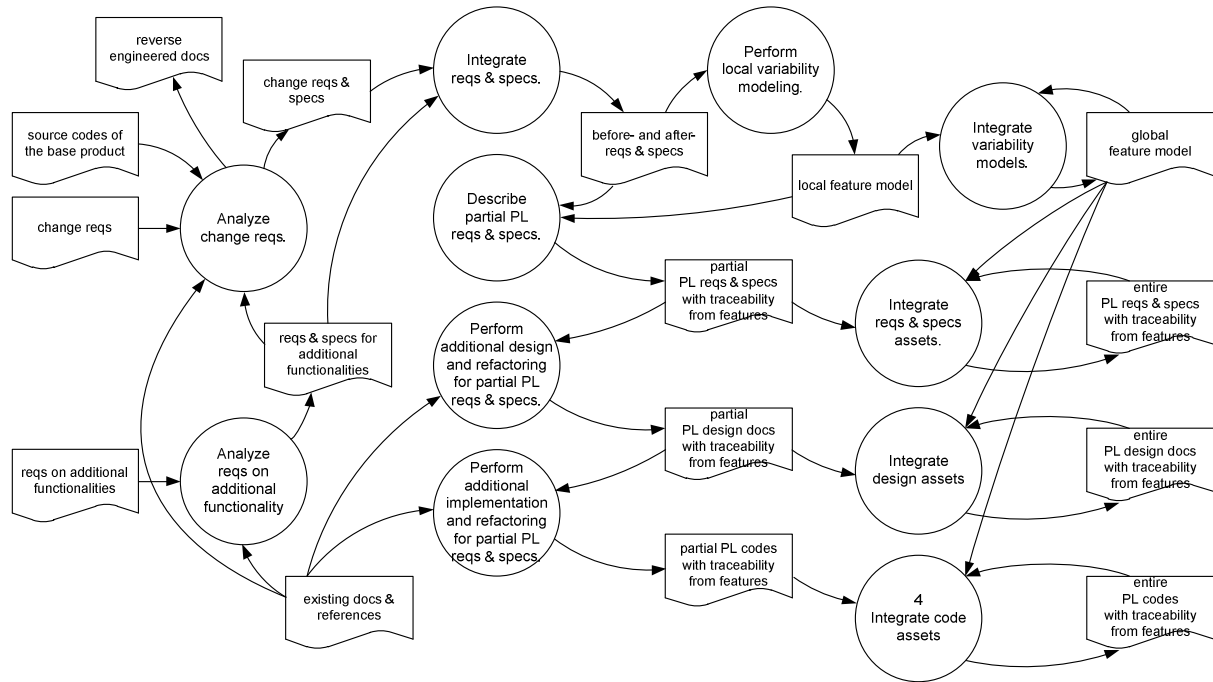 reverse
engineered docs
change reqs &
specs
Integrate
reqs & specs.
Perform
local variability
modeling.
source codes of
the base product
before- and after-
reqs & specs
Integrate
variability
models.
global
feature model
local feature model
Analyze
change reqs.
change reqs
Describe
partial PL
reqs & specs.
partial
PL reqs & specs
with traceability
from features
Integrate
reqs & specs
assets.
entire
PL reqs & specs
with traceability
from features
reqs & specs for
additional
functionalities
Perform
additional design
and refactoring
for partial PL
reqs & specs.
partial
PL design docs
with traceability
from features
Integrate
design assets
entire
PL design docs
with traceability
from features
reqs on additional
functionalities
Analyze
reqs on
additional
functionality
Perform
additional
implementation
and refactoring
for partial PL
reqs & specs.
partial PL codes
with traceability
from features
existing docs &
references
4
Integrate code
assets
entire
PL codes
with traceability
from features